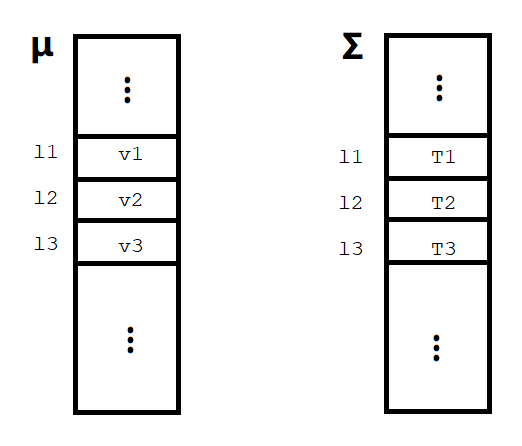 μ Σ
⋮ ⋮
l1 v1 l1 T1
l2 v2 l2 T2
l3 v3 l3 T3
⋮ ⋮